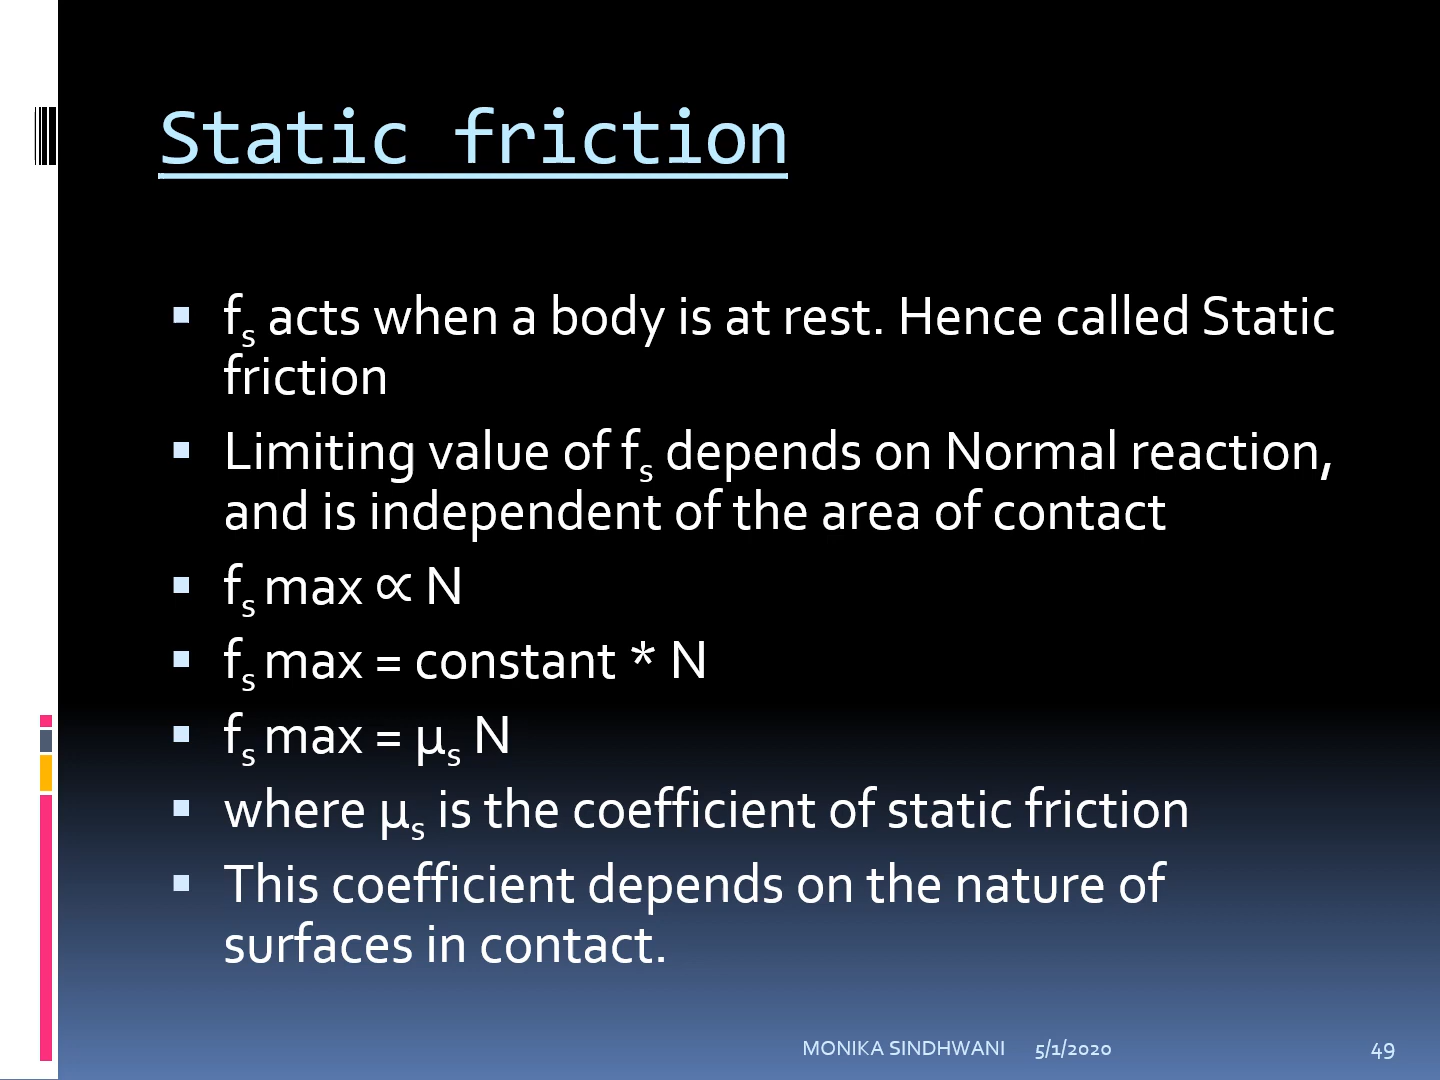 Static friction
▪ fₛ acts when a body is at rest. Hence called Static
friction
▪ Limiting value of fₛ depends on Normal reaction,
and is independent of the area of contact
▪ fₛ max ∝ N
▪ fₛ max = constant * N
▪ fₛ max = μₛ N
▪ where μₛ is the coefficient of static friction
▪ This coefficient depends on the nature of
surfaces in contact.
MONIKA SINDHWANI 5/1/2020 49